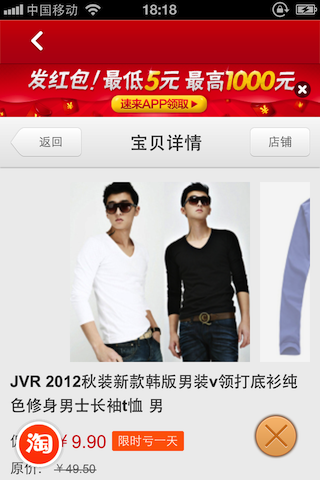 中国移动 18:18
发红包！最低5元 最高1000元
速来APP领取
返回 宝贝详情 店铺
JVR 2012秋装新款韩版男装v领打底衫纯
色修身男士长袖t恤 男
淘 ¥ 9.90 限时亏一天
原价： ¥ 49.50